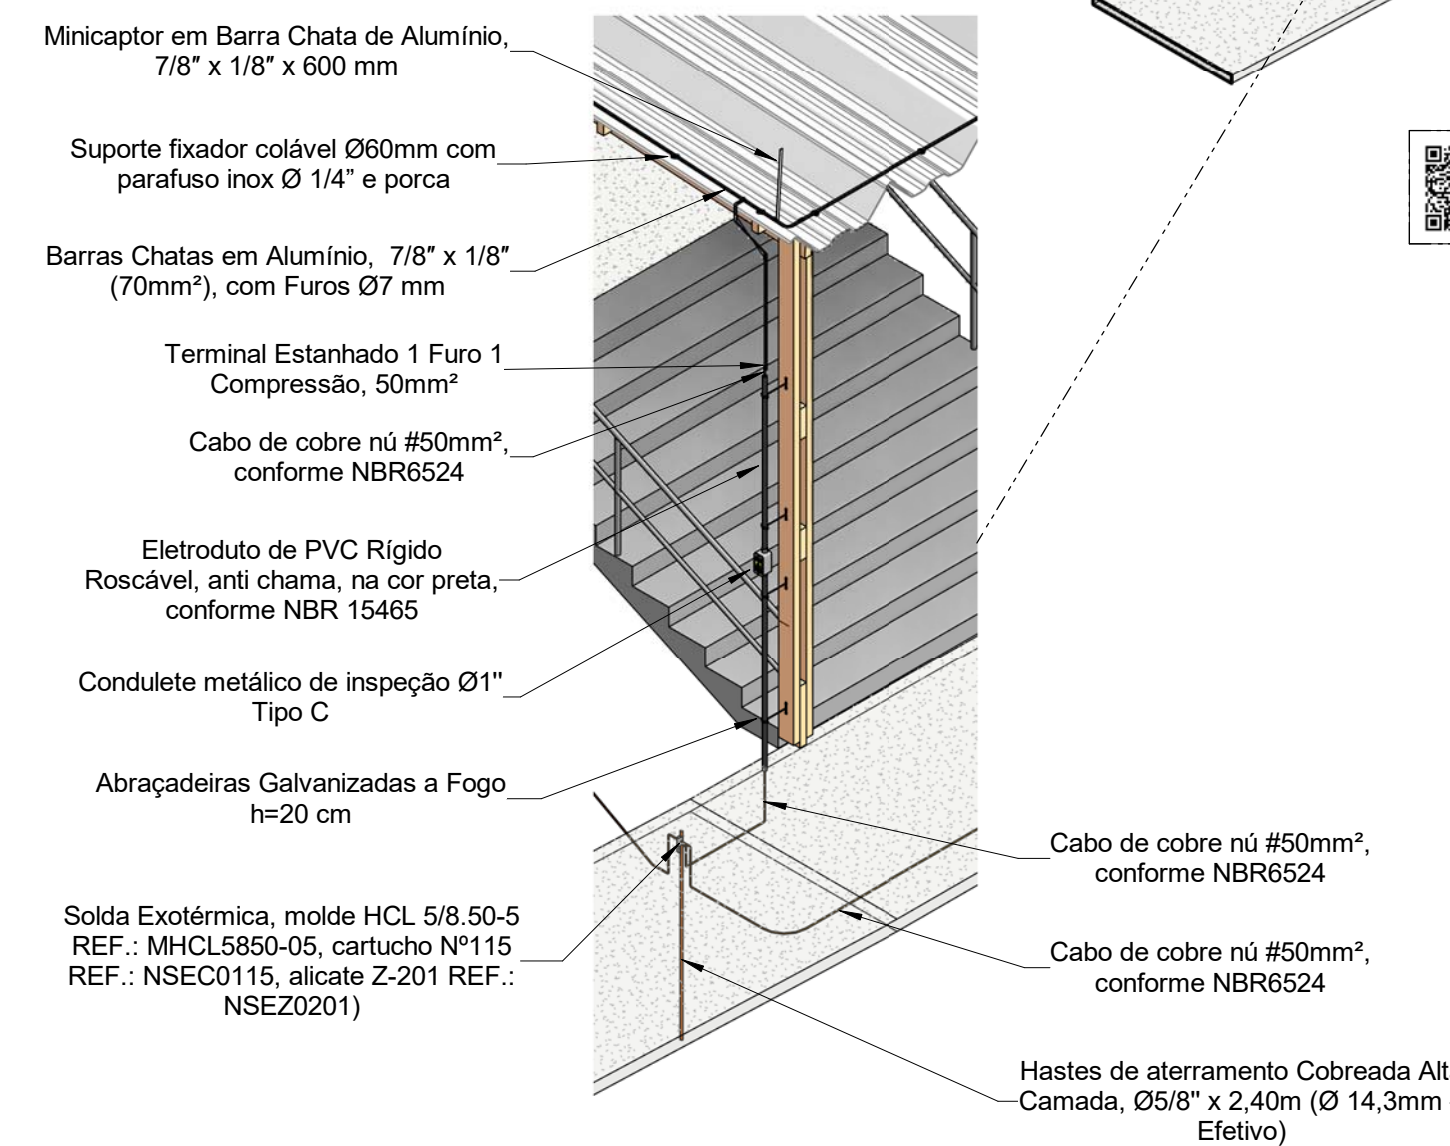 Minicaptor em Barra Chata de Alumínio,
7/8″ x 1/8″ x 600 mm
Suporte fixador colável Ø60mm com
parafuso inox Ø 1/4” e porca
Barras Chatas em Alumínio, 7/8″ x 1/8″
(70mm²), com Furos Ø7 mm
Terminal Estanhado 1 Furo 1
Compressão, 50mm²
Cabo de cobre nú #50mm²,
conforme NBR6524
Eletroduto de PVC Rígido
Roscável, anti chama, na cor preta,
conforme NBR 15465
Condulete metálico de inspeção Ø1"
Tipo C
Abraçadeiras Galvanizadas a Fogo
h=20 cm
Solda Exotérmica, molde HCL 5/8.50-5
REF.: MHCL5850-05, cartucho Nº115
REF.: NSEC0115, alicate Z-201 REF.:
NSEZ0201)
Cabo de cobre nú #50mm²,
conforme NBR6524
Cabo de cobre nú #50mm²,
conforme NBR6524
Hastes de aterramento Cobreada
Camada, Ø5/8" x 2,40m (Ø 14,3mm
Efetivo)